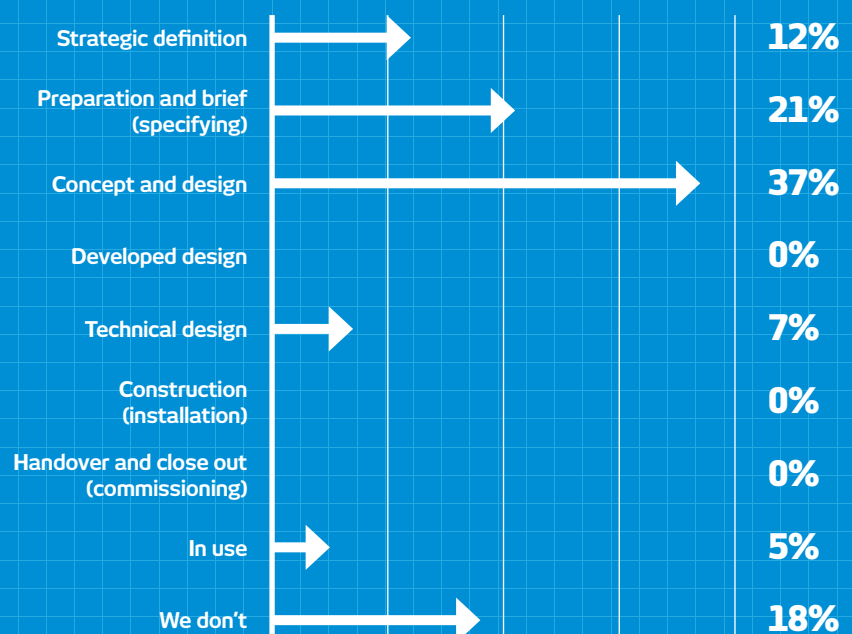 Strategic definition 12%
Preparation and brief
(specifying) 21%
Concept and design 37%
Developed design 0%
Technical design 7%
Construction
(installation) 0%
Handover and close out
(commissioning) 0%
In use 5%
We don't 18%